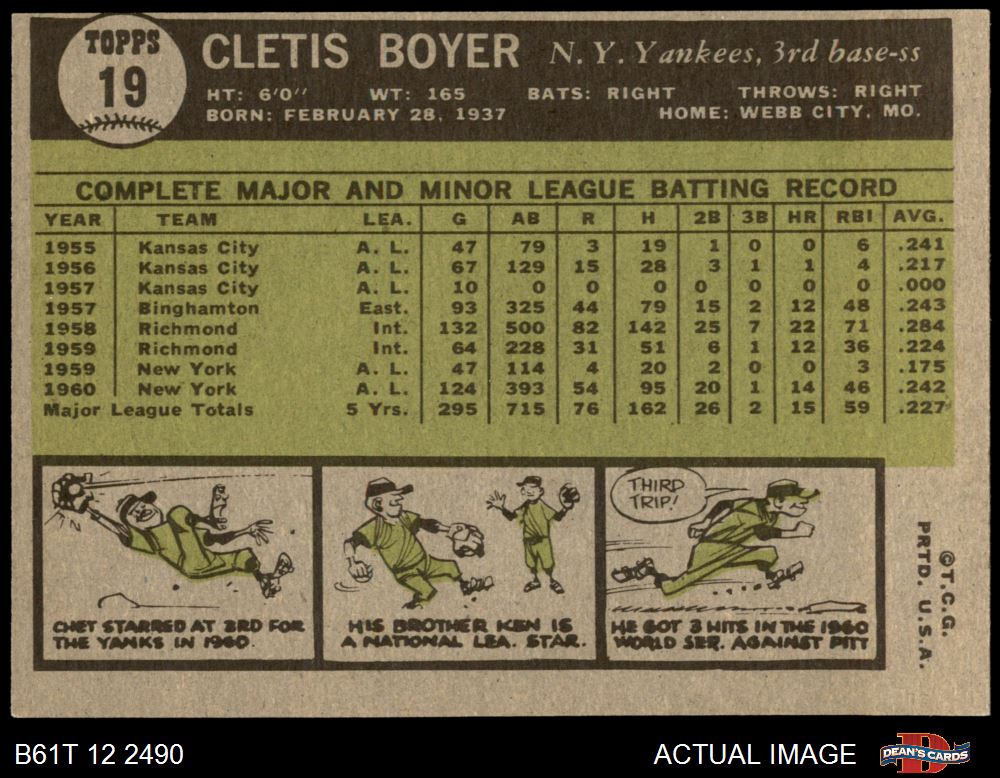 TOPPS
19
CLETIS BOYER N. Y. Yankees, 3rd base-ss
HT: 6'0'' WT: 165 BATS: RIGHT THROWS: RIGHT
BORN: FEBRUARY 28, 1937 HOME: WEBB CITY, MO.
COMPLETE MAJOR AND MINOR LEAGUE BATTING RECORD
YEAR TEAM LEA. G AB R H 2B 3B HR RBI AVG.
1955 Kansas City A. L. 47 79 3 19 1 0 0 6 .241
1956 Kansas City A. L. 67 129 15 28 3 1 1 4 .217
1957 Kansas City A. L. 10 0 0 0 0 0 0 0 .000
1957 Binghamton East. 93 325 44 79 15 2 12 48 .243
1958 Richmond Int. 132 500 82 142 25 7 22 71 .284
1959 Richmond Int. 64 228 31 51 6 1 12 36 .224
1959 New York A. L. 47 114 4 20 2 0 0 3 .175
1960 New York A. L. 124 393 54 95 20 1 14 46 .242
Major League Totals 5 Yrs. 295 715 76 162 26 2 15 59 .227
CHET STARRED AT 3RD FOR
THE YANKS IN 1960.
HIS BROTHER KEN IS
A NATIONAL LEA. STAR.
THIRD
TRIP!
HE GOT 3 HITS IN THE 1960
WORLD SER. AGAINST PITT
©T.C.G.
PRTD. U.S.A.
B61T 12 2490 ACTUAL IMAGE DEAN'S CARDS